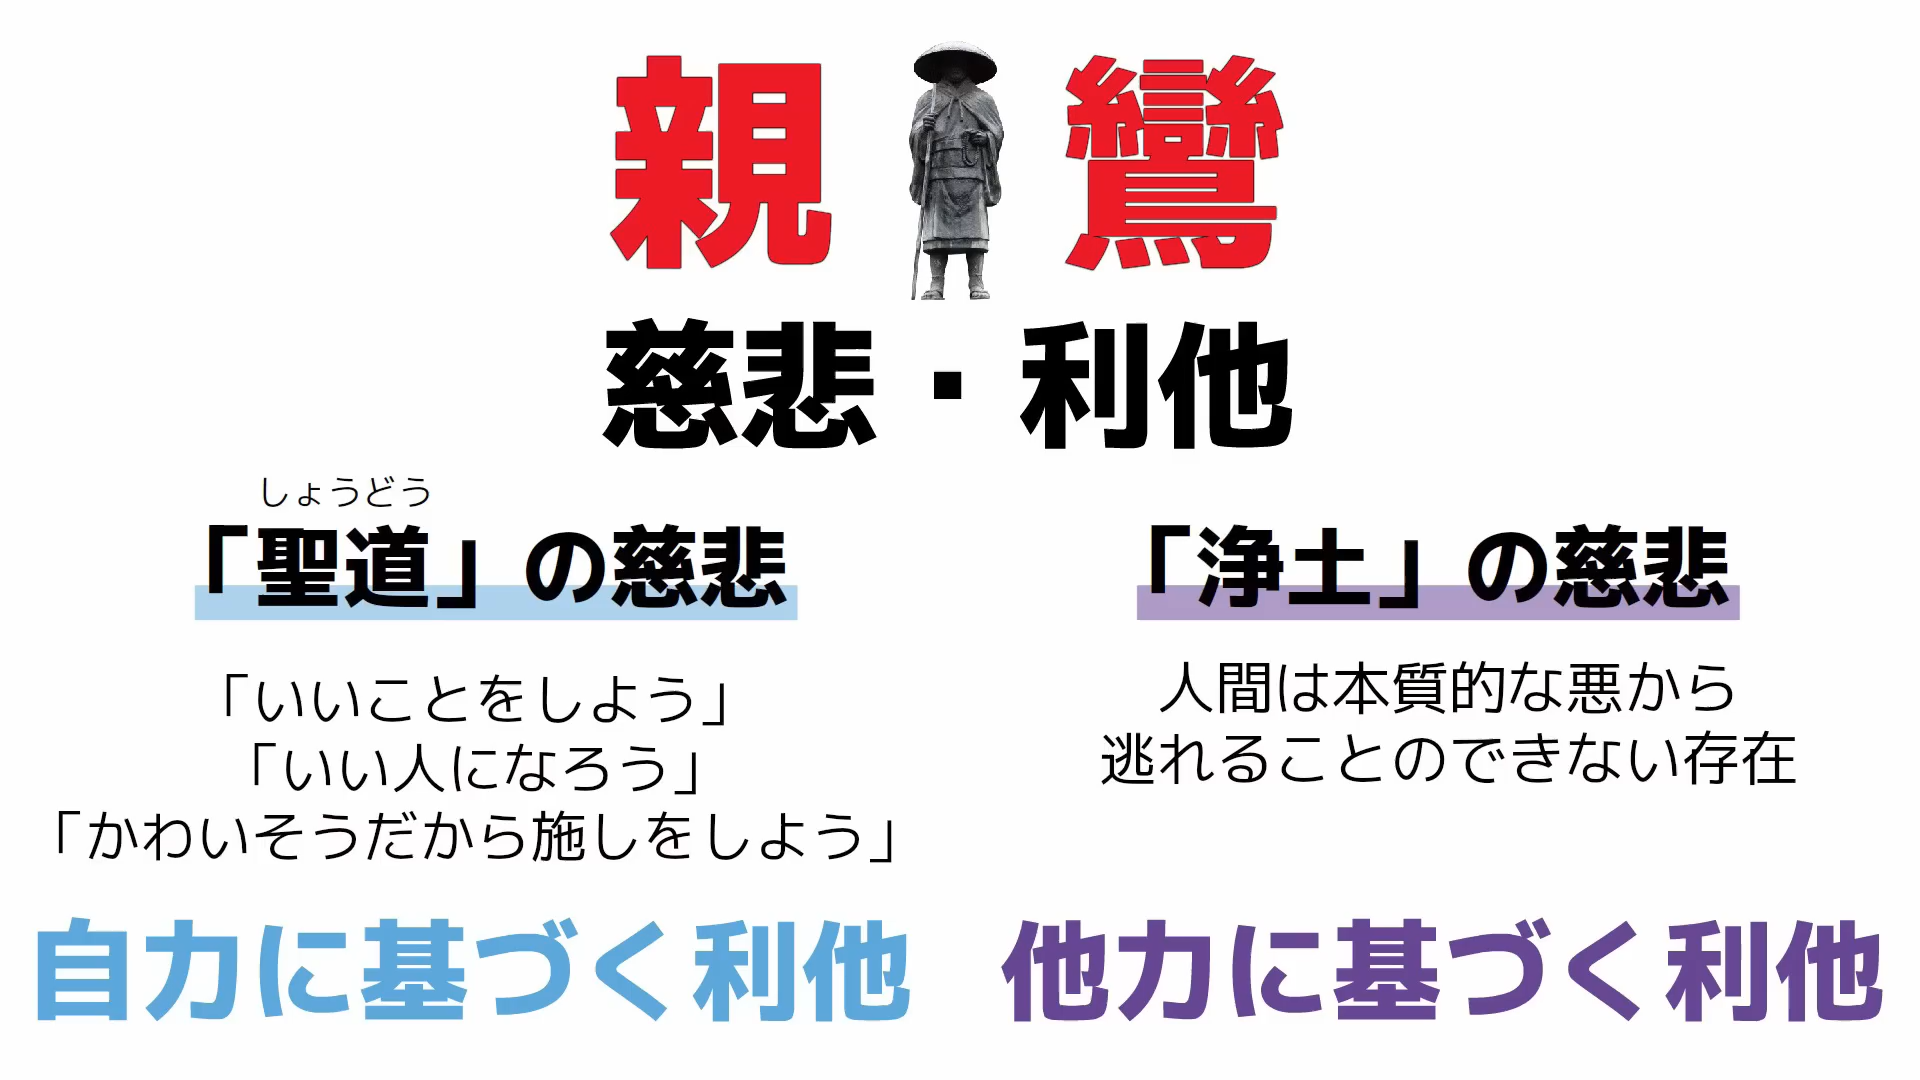 親鸞
慈悲・利他
しょうどう
「聖道」の慈悲
「いいことをしよう」
「いい人になろう」
「かわいそうだから施しをしよう」
自力に基づく利他
「浄土」の慈悲
人間は本質的な悪から
逃れることのできない存在
他力に基づく利他